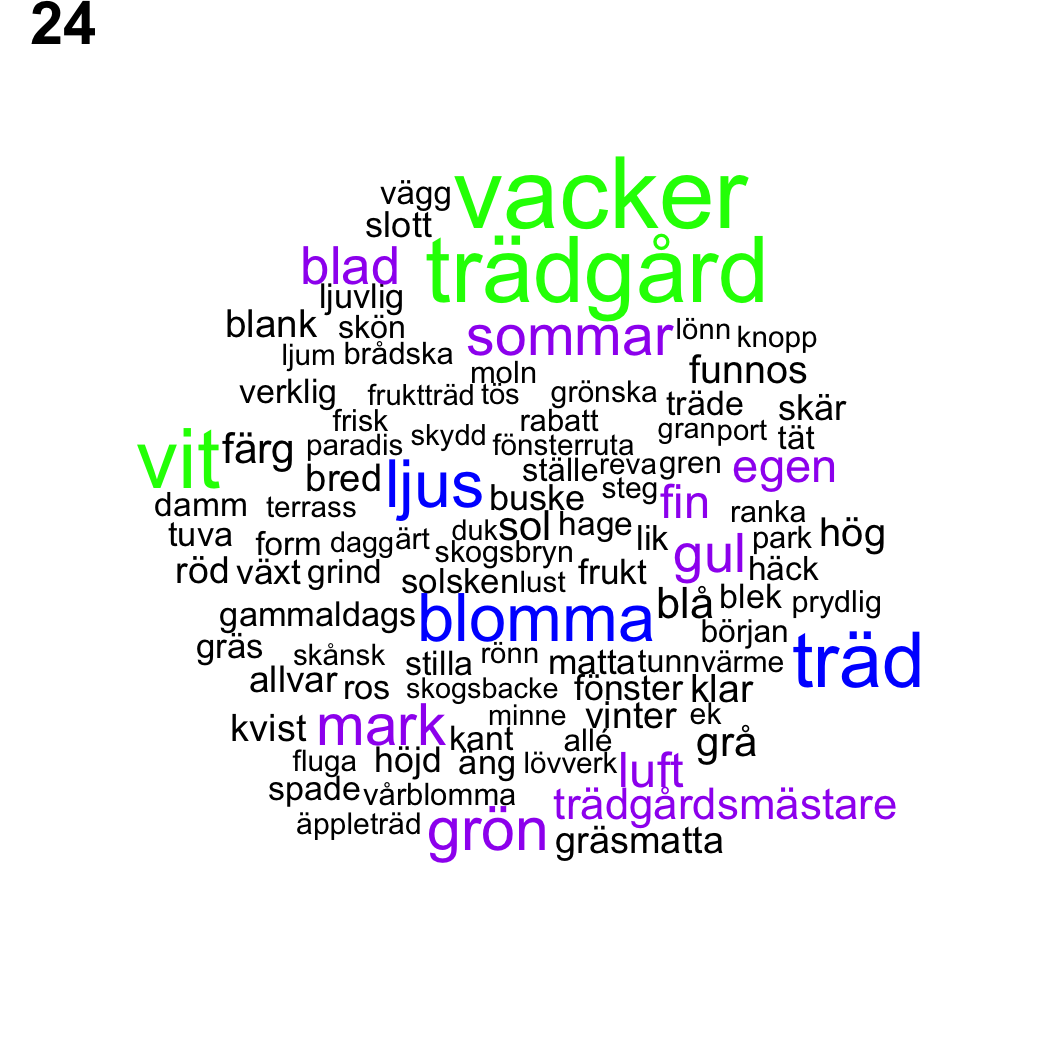 24
vägg vacker
slott
blad trädgård
ljuvlig
blank skön sommar lönn knopp
ljum brådska
moln funnos
verklig fruktträd tös grönska träde skär
frisk rabatt
vit färg paradis skydd fönsterruta gran port tät
bred ljus ställe reva gren egen
damm terrass buske steg fin ranka
tuva form dagg ärt duk sol hage lik gul park hög
skogsbryn
röd växt grind solsken lust frukt häck
gammaldags blomma blå blek prydlig
början
gräs skånsk stilla rönn matta tunn värme träd
allvar ros skogsbacke fönster klar
kvist mark minne vinter ek
kant allé grå
fluga höjd äng lövverk luft
spade vårblomma trädgårdsmästare
äppleträd grön gräsmatta